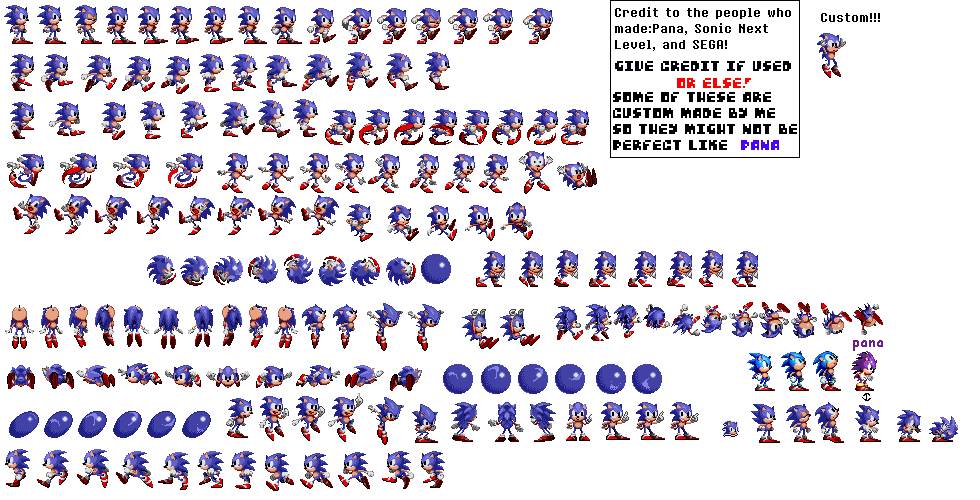 Credit to the people who
made:Pana, Sonic Next
Level, and SEGA!
GIVE CREDIT IF USED
OR ELSE!
SOME OF THESE ARE
CUSTOM MADE BY ME
SO THEY MIGHT NOT BE
PERFECT LIKE PANA
Custom!!!
pana